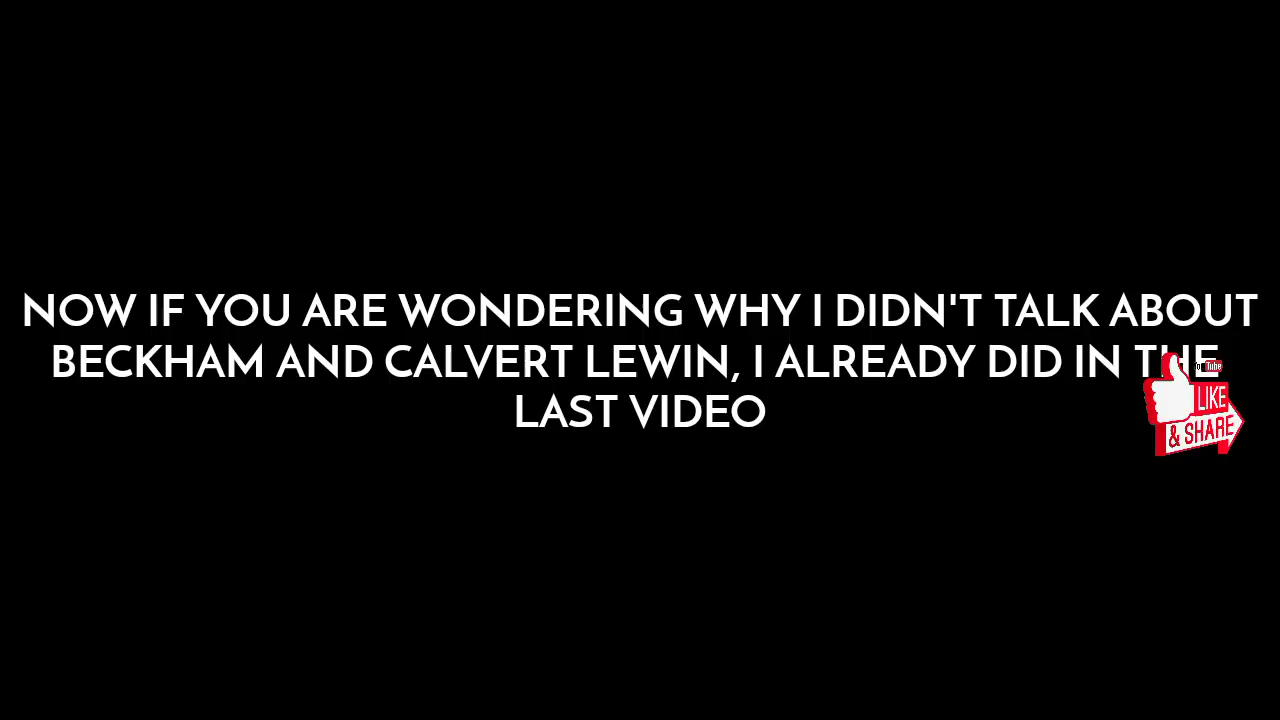 NOW IF YOU ARE WONDERING WHY I DIDN'T TALK ABOUT
BECKHAM AND CALVERT LEWIN, I ALREADY DID IN THE
LAST VIDEO
YouTube
LIKE
& SHARE